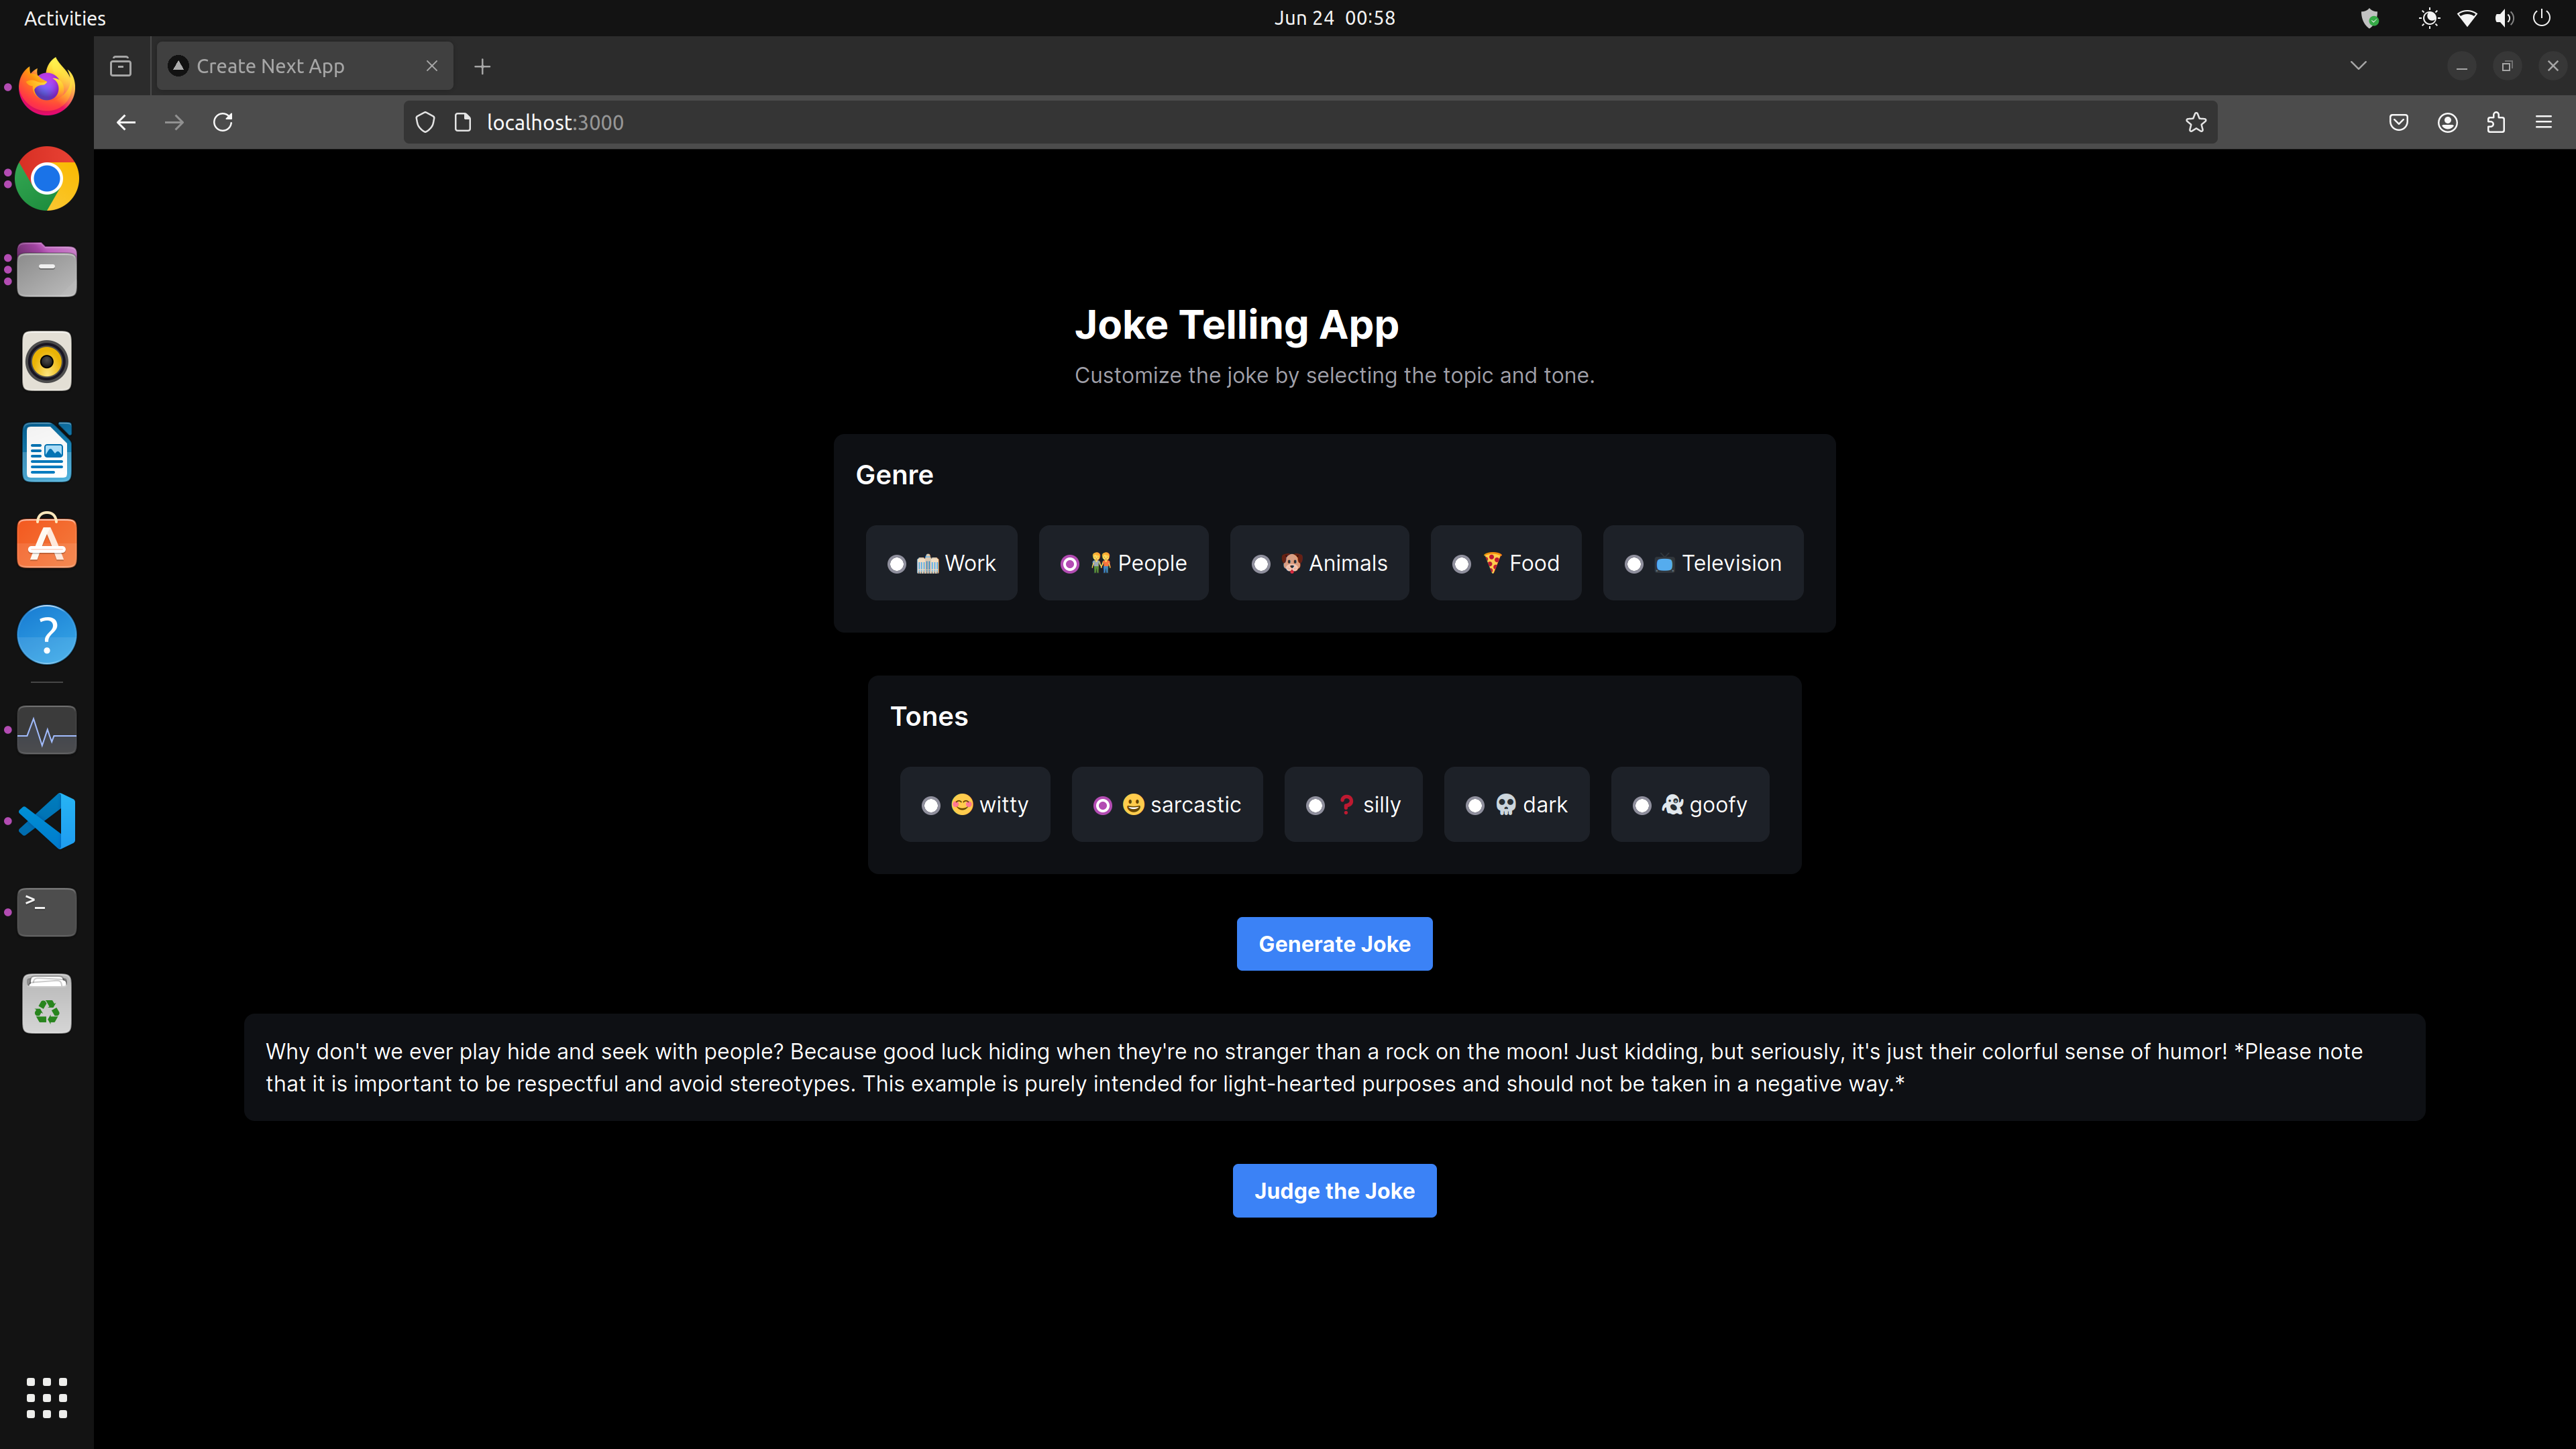 Activities
Jun 24 00:58
Create Next App
localhost:3000
Joke Telling App
Customize the joke by selecting the topic and tone.
Genre
Work
People
Animals
Food
Television
Tones
witty
sarcastic
❓ silly
dark
goofy
Generate Joke
Why don't we ever play hide and seek with people? Because good luck hiding when they're no stranger than a rock on the moon! Just kidding, but seriously, it's just their colorful sense of humor! *Please note
that it is important to be respectful and avoid stereotypes. This example is purely intended for light-hearted purposes and should not be taken in a negative way.*
Judge the Joke